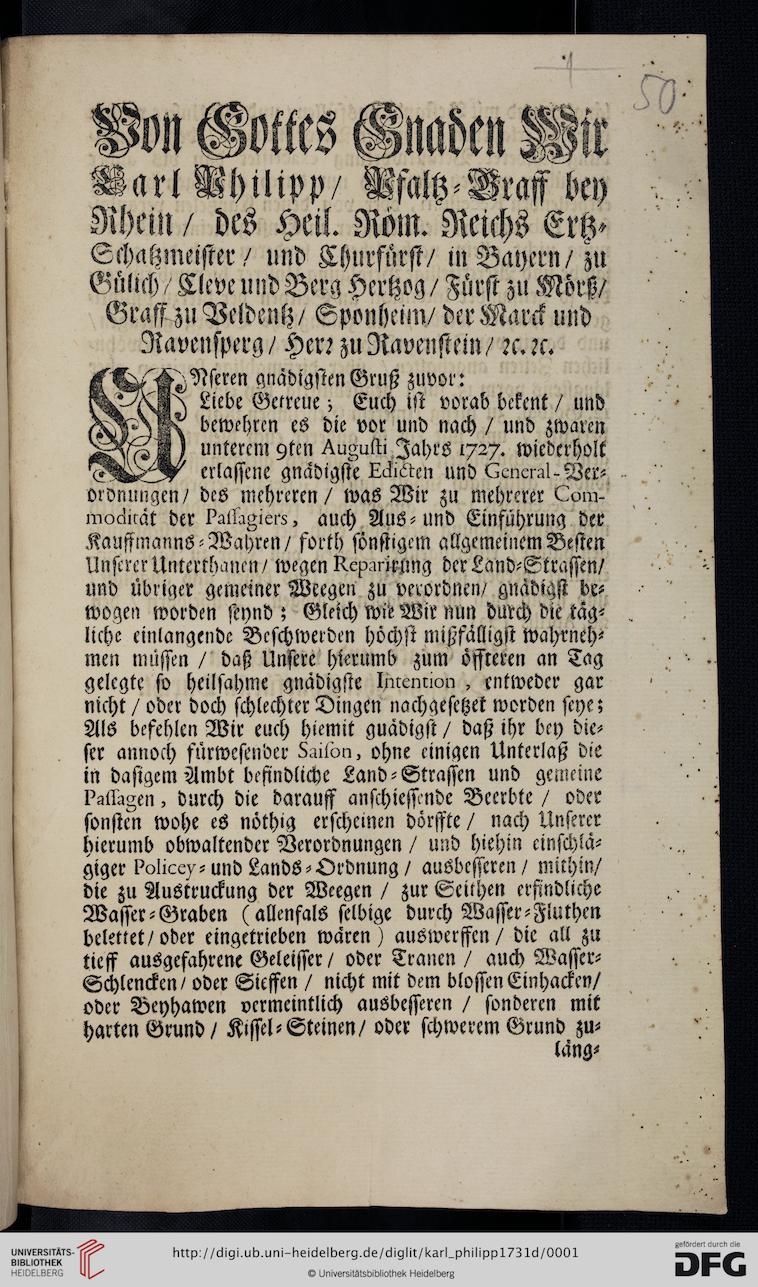 50
Von Gottes Gnaden Wir
Carl Philipp/ Pfaltz-Graff bey
Rhein / des Heil. Röm. Reichs Ertz-
Schatzmeister / und Churfürst/ in Bayern/ zu
Gülich/ Cleve und Berg Hertzog/ Fürst zu Mörß/
Graff zu Veldentz/ Sponheim/ der Marck und
Ravensperg/ Herr zu Ravenstein/ ꝛc. ꝛc.
UNseren gnädigsten Gruß zuvor:
Liebe Getreue; Euch ist vorab bekent / und
bewehren es die vor und nach / und zwaren
unterem 9ten Augusti Jahrs 1727. wiederholt
erlassene gnädigste Edicten und General-Ver-
ordnungen/ des mehreren / was Wir zu mehrerer Com-
modität der Passagiers, auch Aus- und Einführung der
Kauffmanns-Wahren/ forth sönstigem allgemeinem Besten
Unserer Unterthanen/ wegen Reparirung der Land-Strassen/
und übriger gemeiner Weegen zu verordnen/ gnädigst be-
wogen worden seynd; Gleich wie Wir nun durch die täg-
liche einlangende Beschwerden höchst mißfälligst wahrneh-
men müssen / daß Unsere hierumb zum öffteren an Tag
gelegte so heilsahme gnädigste Intention, entweder gar
nicht / oder doch schlechter Dingen nachgesetzet worden seye;
Als befehlen Wir euch hiemit guädigst / daß ihr bey die-
ser annoch fürwesender Saison, ohne einigen Unterlaß die
in dasigem Ambt befindliche Land-Strassen und gemeine
Passagen, durch die darauff anschiessende Beerbte / oder
sonsten wohe es nöthig erscheinen dörffte / nach Unserer
hierumb obwaltender Verordnungen / und hiehin einschlä-
giger Policey- und Lands-Ordnung / ausbesseren / mithin/
die zu Austruckung der Weegen / zur Seithen erfindliche
Wasser-Graben (allenfals selbige durch Wasser-Fluthen
belettet/ oder eingetrieben wären) auswerffen / die all zu
tieff ausgefahrene Geleisser / oder Tranen / auch Wasser-
Schlencken/ oder Sieffen / nicht mit dem blossen Einhacken/
oder Beyhawen vermeintlich ausbesseren / sonderen mit
harten Grund / Kissel-Steinen/ oder schwerem Grund zu-
läng-
UNIVERSITÄTS-
BIBLIOTHEK
HEIDELBERG
http://digi.ub.uni-heidelberg.de/diglit/karl_philipp1731d/0001
© Universitätsbibliothek Heidelberg
gefördert durch die
DFG